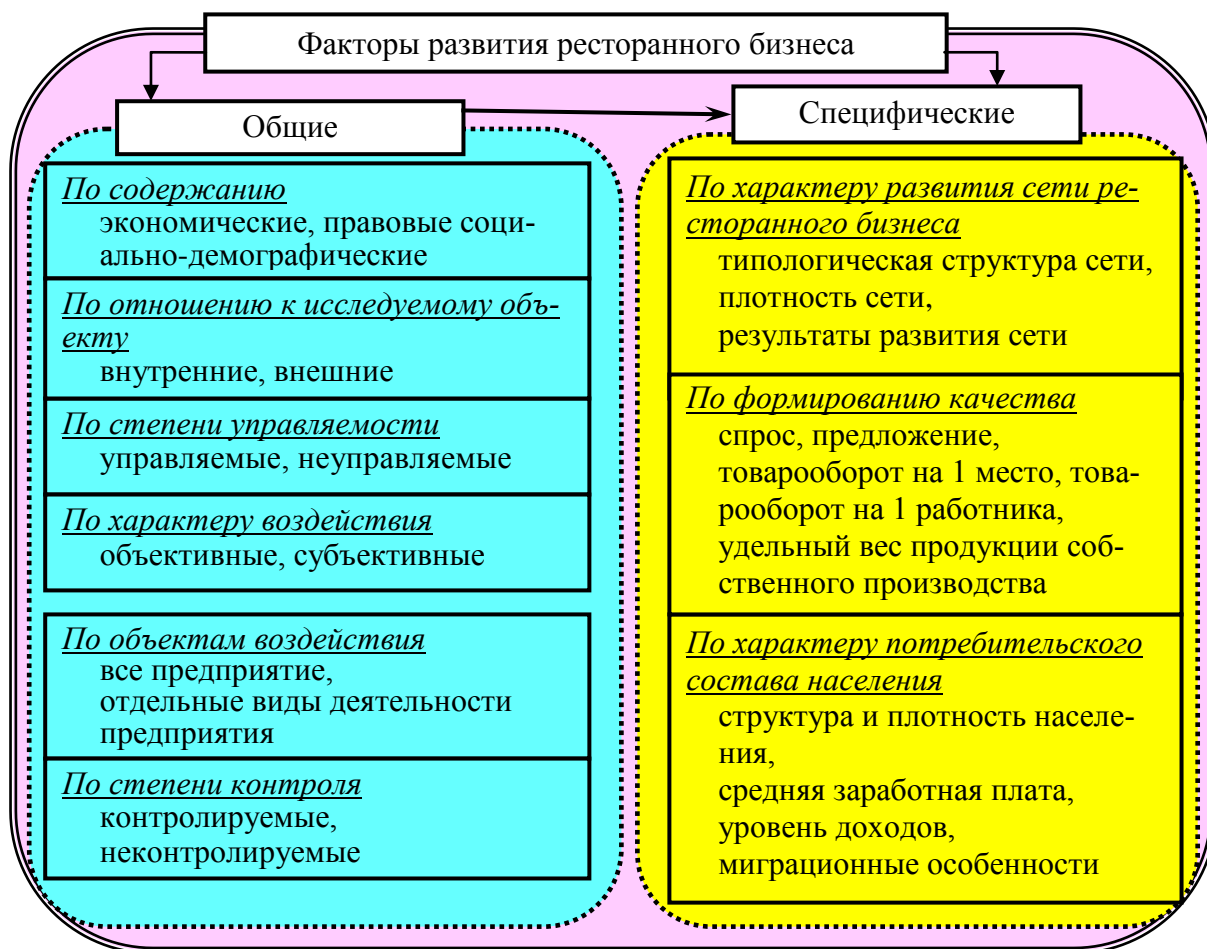 Факторы развития ресторанного бизнеса
Общие
Специфические
По содержанию
экономические, правовые соци-
ально-демографические
По отношению к исследуемому объ-
екту
внутренние, внешние
По степени управляемости
управляемые, неуправляемые
По характеру воздействия
объективные, субъективные
По объектам воздействия
все предприятие,
отдельные виды деятельности
предприятия
По степени контроля
контролируемые,
неконтролируемые
По характеру развития сети ре-
сторанного бизнеса
типологическая структура сети,
плотность сети,
результаты развития сети
По формированию качества
спрос, предложение,
товарооборот на 1 место, това-
рооборот на 1 работника,
удельный вес продукции соб-
ственного производства
По характеру потребительского
состава населения
структура и плотность населе-
ния,
средняя заработная плата,
уровень доходов,
миграционные особенности